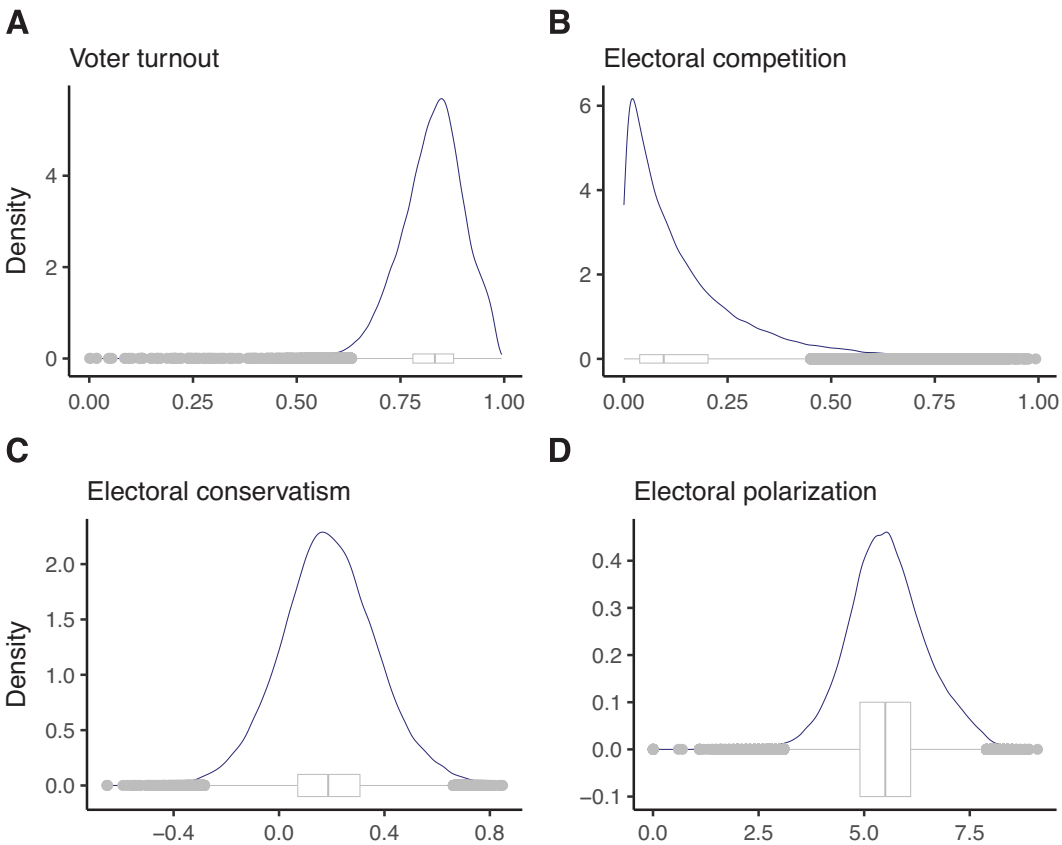 A
B
Voter turnout
Electoral competition
Density
4
2
0
0.00 0.25 0.50 0.75 1.00
6
4
2
0
0.00 0.25 0.50 0.75 1.00
C
D
Electoral conservatism
Electoral polarization
Density
2.0
1.5
1.0
0.5
0.0
−0.4 0.0 0.4 0.8
0.4
0.3
0.2
0.1
0.0
−0.1
0.0 2.5 5.0 7.5